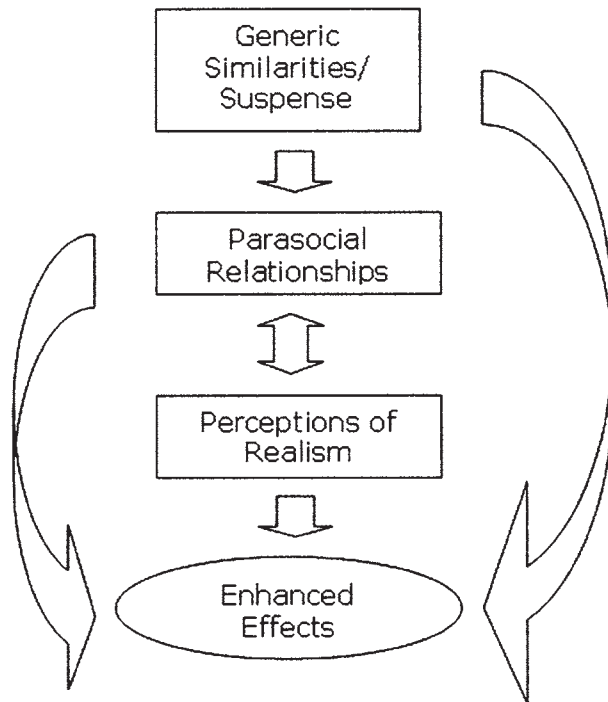 Generic
Similarities/
Suspense
Parasocial
Relationships
Perceptions of
Realism
Enhanced
Effects